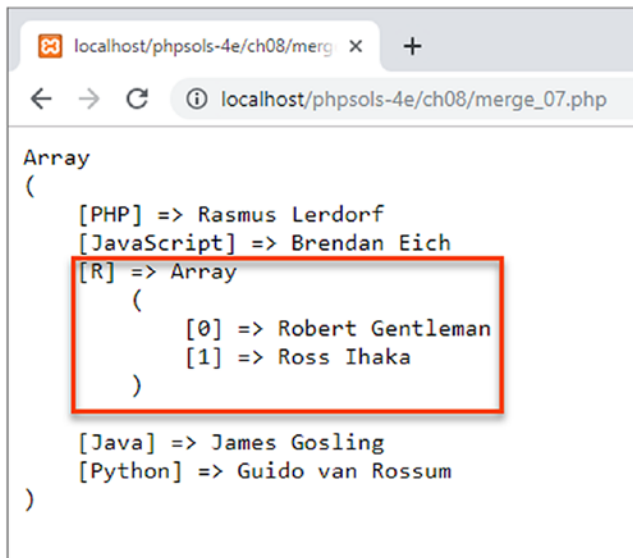 localhost/phpsols-4e/ch08/merg
localhost/phpsols-4e/ch08/merge_07.php
Array
(
    [PHP] => Rasmus Lerdorf
    [JavaScript] => Brendan Eich
    [R] => Array
        (
            [0] => Robert Gentleman
            [1] => Ross Ihaka
        )
    [Java] => James Gosling
    [Python] => Guido van Rossum
)